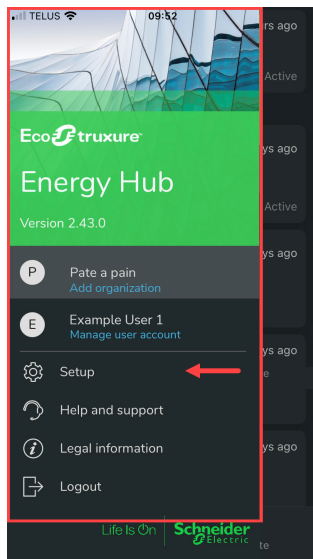 TELUS 09:52
rs ago
Active
EcoStruxure™
ys ago
Energy Hub
Active
Version 2.43.0
ys ago
P Pate a pain
Add organization
E Example User 1
Manage user account
ys ago
Setup
e
Help and support
Legal information
ys ago
Logout
Life Is On Schneider
Electric
te